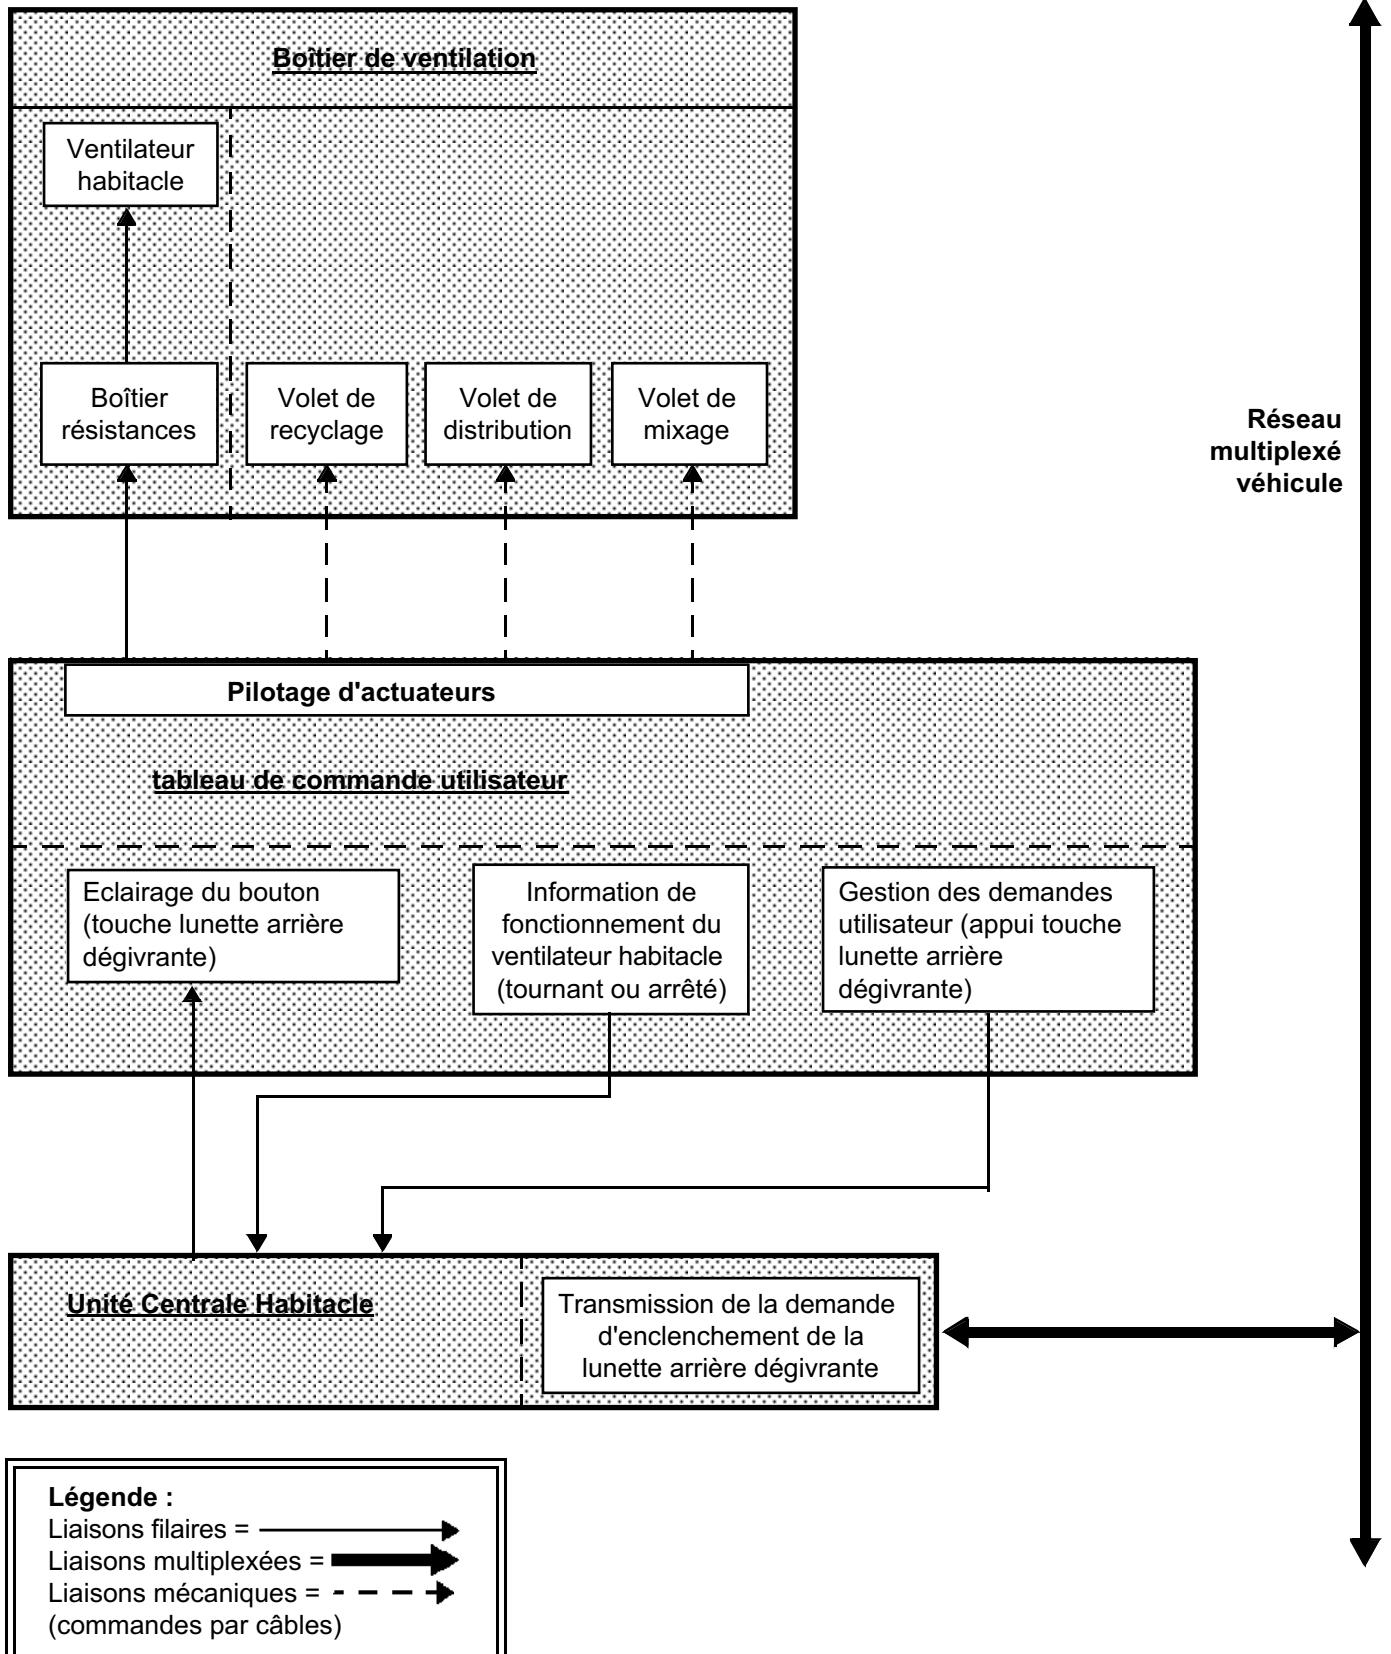 Boîtier de ventilation
Ventilateur
habitacle
Boîtier
résistances
Volet de
recyclage
Volet de
distribution
Volet de
mixage
Réseau
multiplexé
véhicule
Pilotage d'actuateurs
tableau de commande utilisateur
Eclairage du bouton
(touche lunette arrière
dégivrante)
Information de
fonctionnement du
ventilateur habitacle
(tournant ou arrêté)
Gestion des demandes
utilisateur (appui touche
lunette arrière
dégivrante)
Unité Centrale Habitacle
Transmission de la demande
d'enclenchement de la
lunette arrière dégivrante
Légende :
Liaisons filaires =
Liaisons multiplexées =
Liaisons mécaniques =
(commandes par câbles)